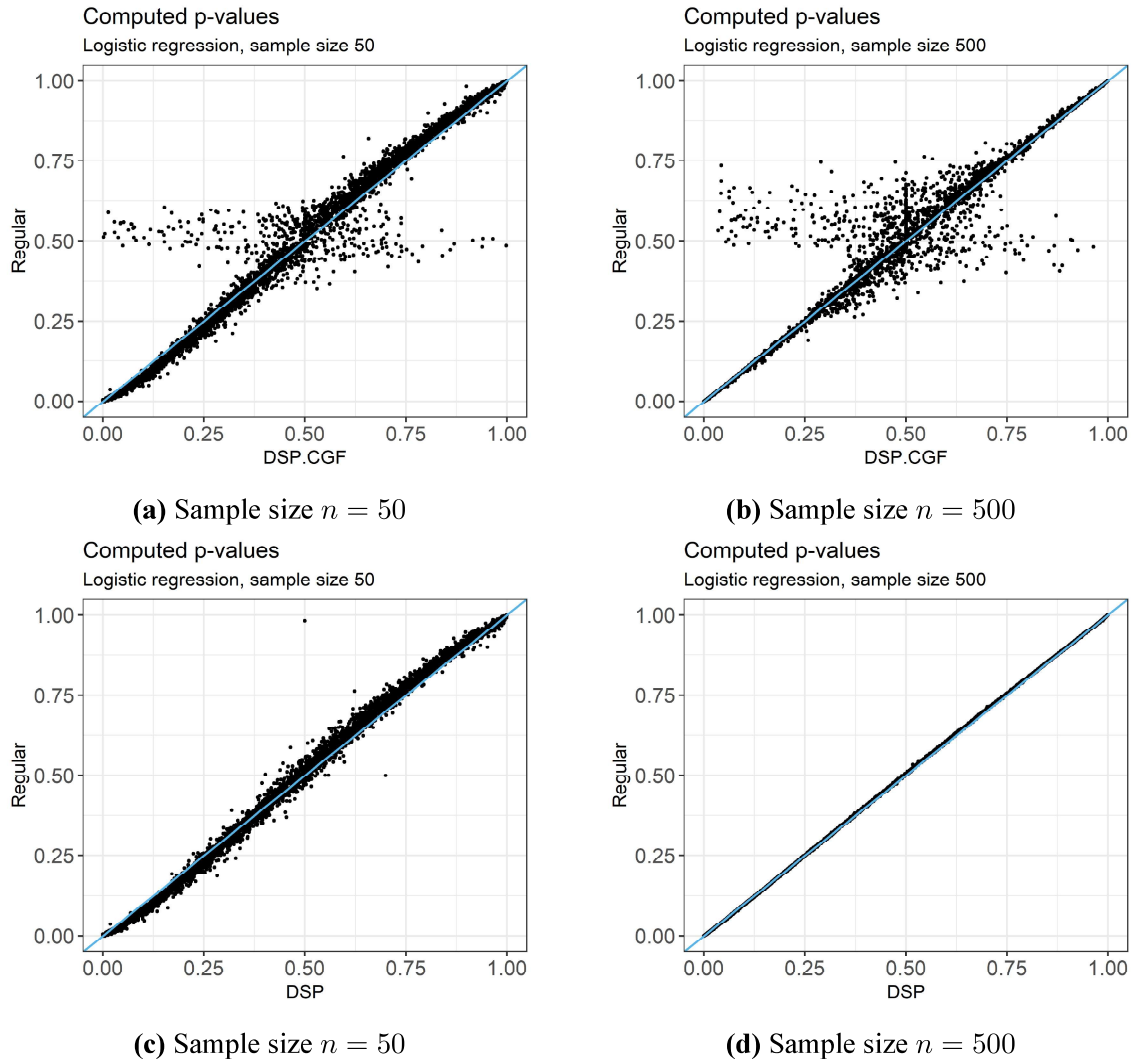 Computed p-values
Logistic regression, sample size 50
1.00
0.75
0.50
0.25
0.00
Regular
0.00 0.25 0.50 0.75 1.00
DSP.CGF
(a) Sample size n = 50
Computed p-values
Logistic regression, sample size 500
1.00
0.75
0.50
0.25
0.00
Regular
0.00 0.25 0.50 0.75 1.00
DSP.CGF
(b) Sample size n = 500
Computed p-values
Logistic regression, sample size 50
1.00
0.75
0.50
0.25
0.00
Regular
0.00 0.25 0.50 0.75 1.00
DSP
(c) Sample size n = 50
Computed p-values
Logistic regression, sample size 500
1.00
0.75
0.50
0.25
0.00
Regular
0.00 0.25 0.50 0.75 1.00
DSP
(d) Sample size n = 500